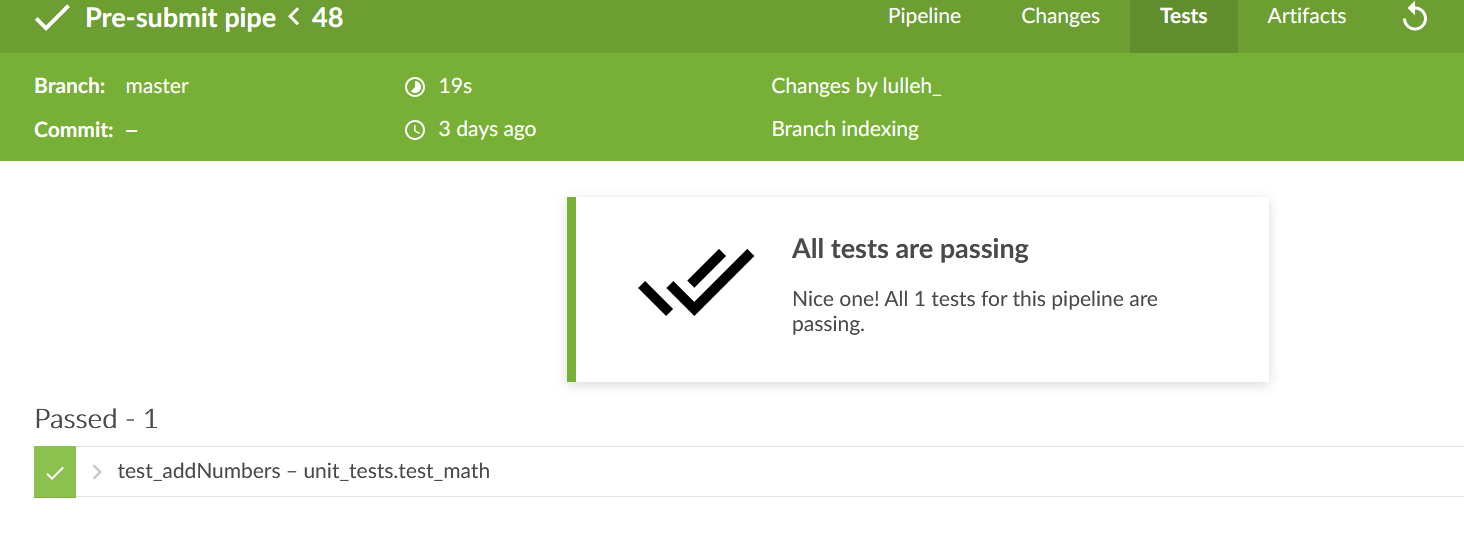 Pre-submit pipe < 48
Pipeline
Changes
Tests
Artifacts
Branch: master
19s
Changes by lulleh_
Commit: –
3 days ago
Branch indexing
All tests are passing
Nice one! All 1 tests for this pipeline are
passing.
Passed - 1
test_addNumbers – unit_tests.test_math